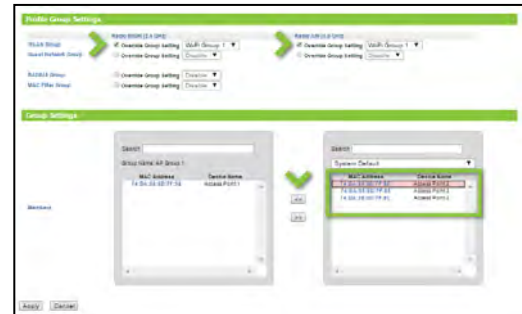 Profile Group Settings
Radio B/G/N (2.4 GHz) Radio A/N (5.0 GHz)
WLAN Group Override Group Setting WiFi Group 1 Override Group Setting WiFi Group 1
Guest Network Group Override Group Setting Disable Override Group Setting Disable
RADIUS Group Override Group Setting Disable
MAC Filter Group Override Group Setting Disable
Group Settings
Search Search
Group Name: AP Group 1 System Default
MAC Address Device Name MAC Address Device Name
Access Point 1 Access Point 2
Access Point 3
Members << Access Point
>>
Apply Cancel